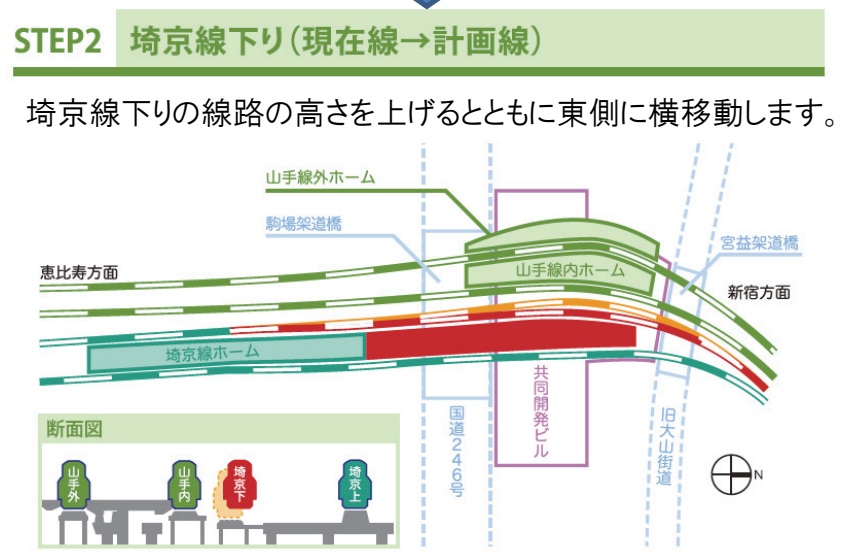 STEP2 埼京線下り（現在線→計画線）
埼京線下りの線路の高さを上げるとともに東側に横移動します。
山手線外ホーム
駒場架道橋
宮益架道橋
恵比寿方面
山手線内ホーム
新宿方面
埼京線ホーム
共同開発ビル
国道246号
旧大山街道
N
断面図
山手外
山手内
埼京下
埼京上